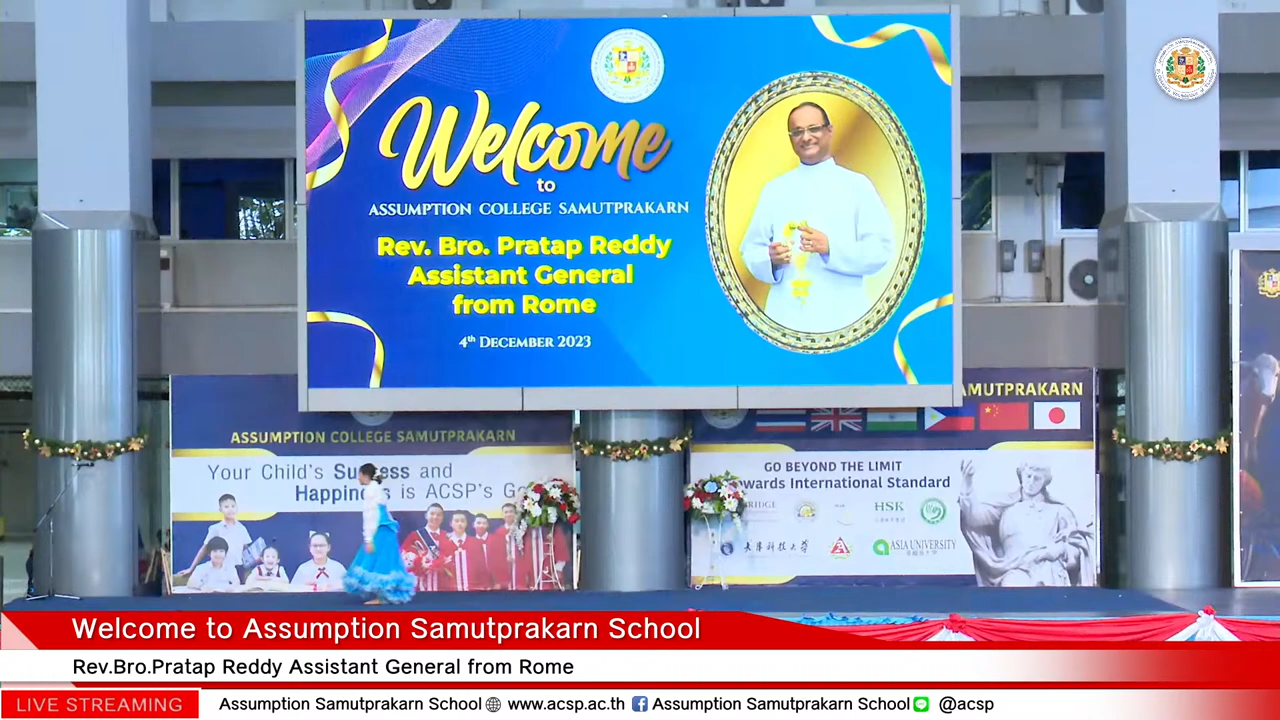 Welcome
to
ASSUMPTION COLLEGE SAMUTPRAKARN
Rev. Bro. Pratap Reddy
Assistant General
from Rome
4th DECEMBER 2023
ASSUMPTION COLLEGE SAMUTPRAKARN
Your Child's Success and
Happiness is ACSP's
SAMUTPRAKARN
GO BEYOND THE LIMIT
Towards International Standard
HSK
ASIA UNIVERSITY
Welcome to Assumption Samutprakarn School
Rev.Bro.Pratap Reddy Assistant General from Rome
LIVE STREAMING
Assumption Samutprakarn School www.acsp.ac.th Assumption Samutprakarn School @acsp